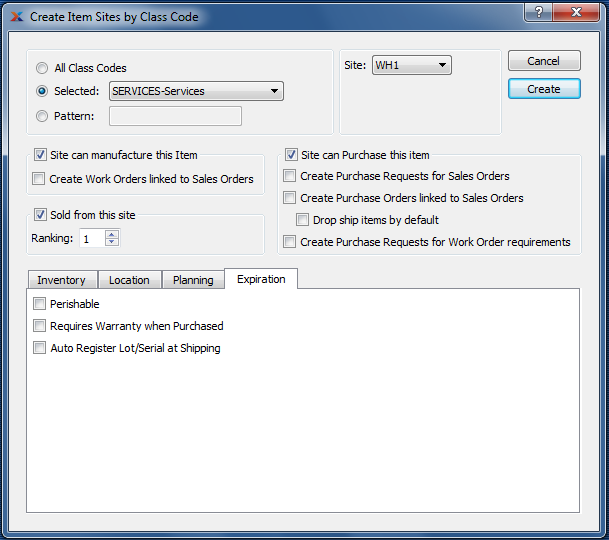 Create Item Sites by Class Code
All Class Codes
Selected: SERVICES-Services
Pattern:
Site: WH1
Cancel
Create
Site can manufacture this Item
Create Work Orders linked to Sales Orders
Sold from this site
Ranking: 1
Site can Purchase this item
Create Purchase Requests for Sales Orders
Create Purchase Orders linked to Sales Orders
Drop ship items by default
Create Purchase Requests for Work Order requirements
Inventory Location Planning Expiration
Perishable
Requires Warranty when Purchased
Auto Register Lot/Serial at Shipping